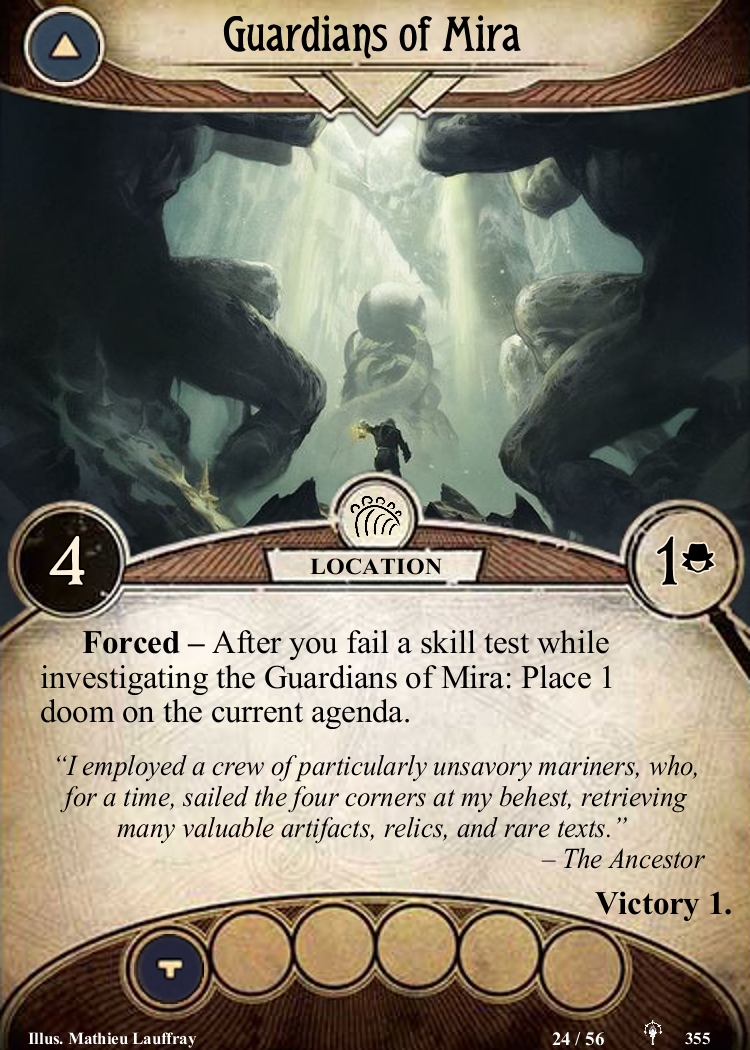 Guardians of Mira
4
LOCATION
1
Forced – After you fail a skill test while
investigating the Guardians of Mira: Place 1
doom on the current agenda.
“I employed a crew of particularly unsavory mariners, who,
for a time, sailed the four corners at my behest, retrieving
many valuable artifacts, relics, and rare texts.”
– The Ancestor
Victory 1.
Illus. Mathieu Lauffray
24 / 56
355